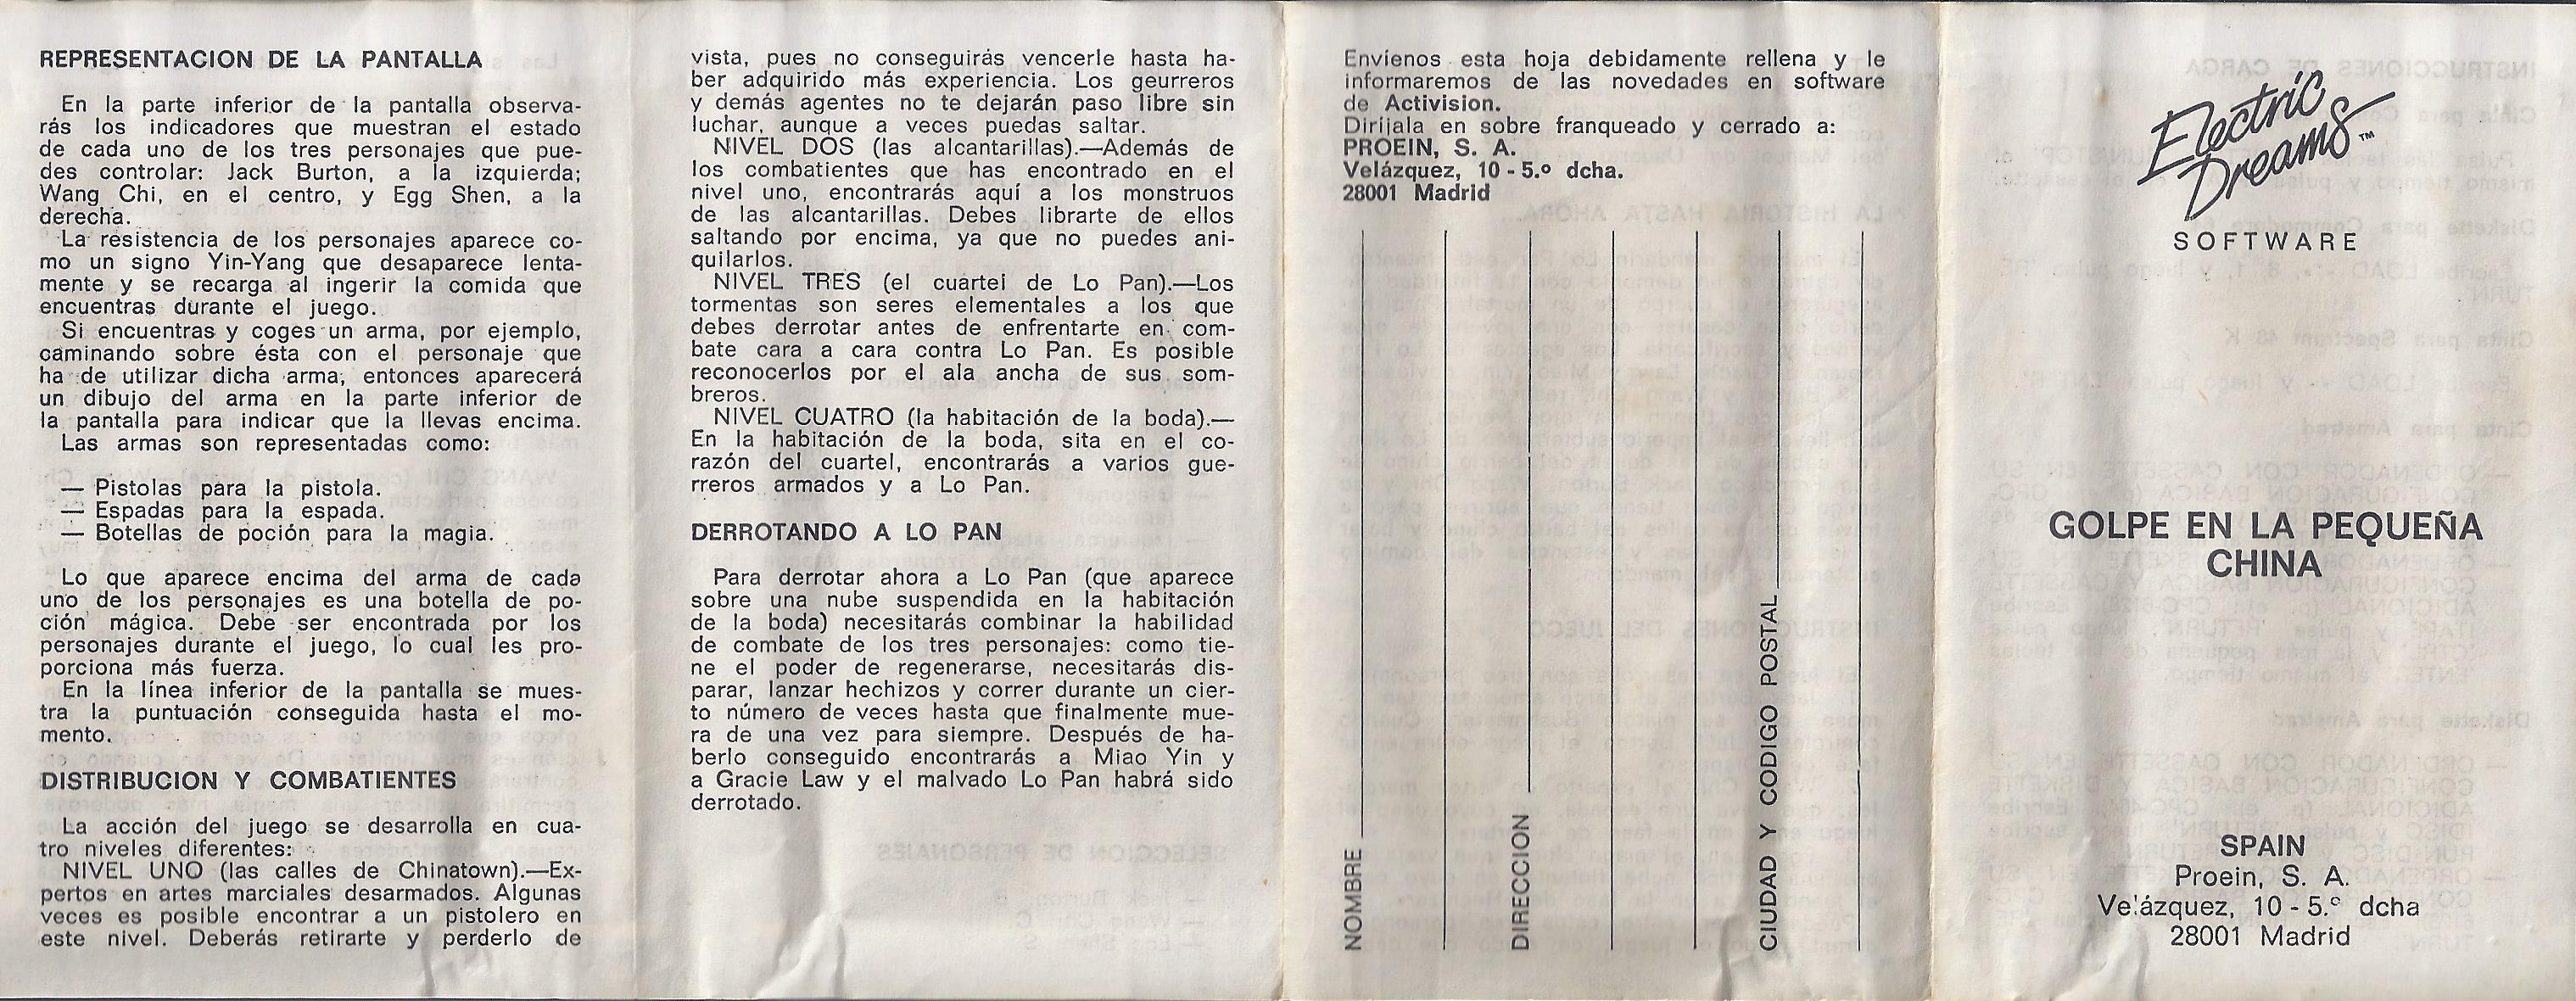 REPRESENTACION DE LA PANTALLA
En la parte inferior de la pantalla observa-
rás los indicadores que muestran el estado
de cada uno de los tres personajes que pue-
des controlar: Jack Burton, a la izquierda;
Wang Chi, en el centro, y Egg Shen, a la
derecha.
La resistencia de los personajes aparece co-
mo un signo Yin-Yang que desaparece lenta-
mente y se recarga al ingerir la comida que
encuentras durante el juego.
Si encuentras y coges un arma, por ejemplo,
caminando sobre ésta con el personaje que
ha de utilizar dicha arma, entonces aparecerá
un dibujo del arma en la parte inferior de
la pantalla para indicar que la llevas encima.
Las armas son representadas como:
— Pistolas para la pistola.
— Espadas para la espada.
— Botellas de poción para la magia.
Lo que aparece encima del arma de cada
uno de los personajes es una botella de po-
ción mágica. Debe ser encontrada por los
personajes durante el juego, lo cual les pro-
porciona más fuerza.
En la línea inferior de la pantalla se mues-
tra la puntuación conseguida hasta el mo-
mento.
DISTRIBUCION Y COMBATIENTES
La acción del juego se desarrolla en cua-
tro niveles diferentes:
NIVEL UNO (las calles de Chinatown).—Ex-
pertos en artes marciales desarmados. Algunas
veces es posible encontrar a un pistolero en
este nivel. Deberás retirarte y perderlo de
vista, pues no conseguirás vencerle hasta ha-
ber adquirido más experiencia. Los geurreros
y demás agentes no te dejarán paso libre sin
luchar, aunque a veces puedas saltar.
NIVEL DOS (las alcantarillas).—Además de
los combatientes que has encontrado en el
nivel uno, encontrarás aquí a los monstruos
de las alcantarillas. Debes librarte de ellos
saltando por encima, ya que no puedes ani-
quilarlos.
NIVEL TRES (el cuartel de Lo Pan).—Los
tormentas son seres elementales a los que
debes derrotar antes de enfrentarte en com-
bate cara a cara contra Lo Pan. Es posible
reconocerlos por el ala ancha de sus som-
breros.
NIVEL CUATRO (la habitación de la boda).—
En la habitación de la boda, sita en el co-
razón del cuartel, encontrarás a varios gue-
rreros armados y a Lo Pan.
DERROTANDO A LO PAN
Para derrotar ahora a Lo Pan (que aparece
sobre una nube suspendida en la habitación
de la boda) necesitarás combinar la habilidad
de combate de los tres personajes: como tie-
ne el poder de regenerarse, necesitarás dis-
parar, lanzar hechizos y correr durante un cier-
to número de veces hasta que finalmente mue-
ra de una vez para siempre. Después de ha-
berlo conseguido encontrarás a Miao Yin y
a Gracie Law y el malvado Lo Pan habrá sido
derrotado.
Envíenos esta hoja debidamente rellena y le
informaremos de las novedades en software
de Activision.
Diríjala en sobre franqueado y cerrado a:
PROEIN, S. A.
Velázquez, 10 - 5.º dcha.
28001 Madrid
NOMBRE
DIRECCION
CIUDAD Y CODIGO POSTAL
Electric
Dreams™
SOFTWARE
GOLPE EN LA PEQUEÑA
CHINA
SPAIN
Proein, S. A.
Velázquez, 10 - 5.º dcha
28001 Madrid